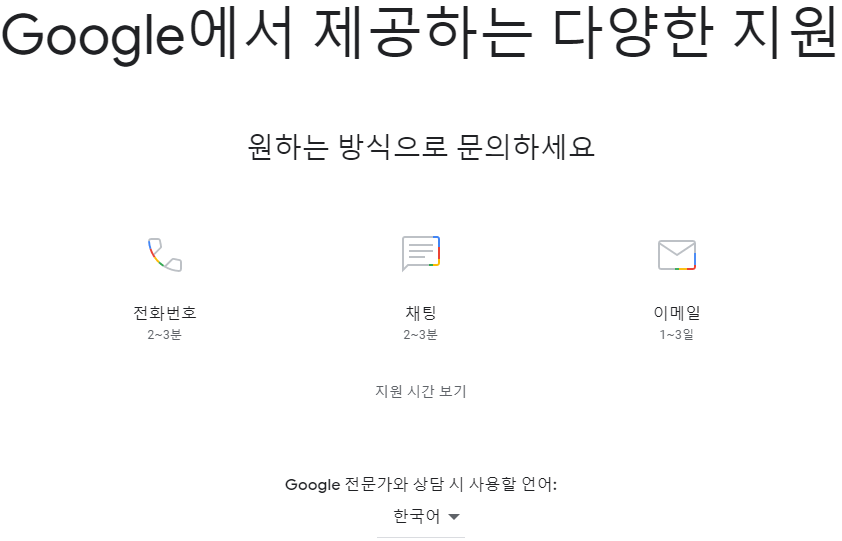 Google에서 제공하는 다양한 지원
원하는 방식으로 문의하세요
전화번호 채팅 이메일
2~3분 2~3분 1~3일
지원 시간 보기
Google 전문가와 상담 시 사용할 언어:
한국어